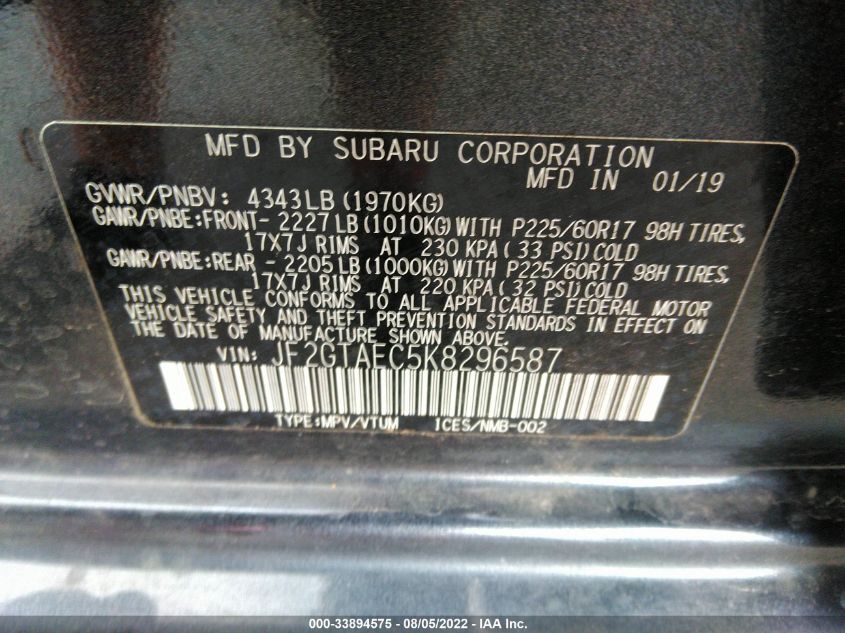 MFD BY SUBARU CORPORATION
MFD IN 01/19
GVWR/PNBV: 4343LB (1970KG)
GAWR/PNBE:FRONT- 2227LB(1010KG)WITH P225/60R17 98H TIRES,
17X7J RIMS AT 230 KPA( 33 PSI)COLD
GAWR/PNBE:REAR - 2205LB(1000KG)WITH P225/60R17 98H TIRES,
17X7J RIMS AT 220 KPA( 32 PSI)COLD
THIS VEHICLE CONFORMS TO ALL APPLICABLE FEDERAL MOTOR
VEHICLE SAFETY AND THEFT PREVENTION STANDARDS IN EFFECT ON
THE DATE OF MANUFACTURE SHOWN ABOVE.
VIN: JF2GTAEC5K8296587
TYPE:MPV/VTUM ICES/NMB-002
000-33894575 - 08/05/2022 - IAA Inc.